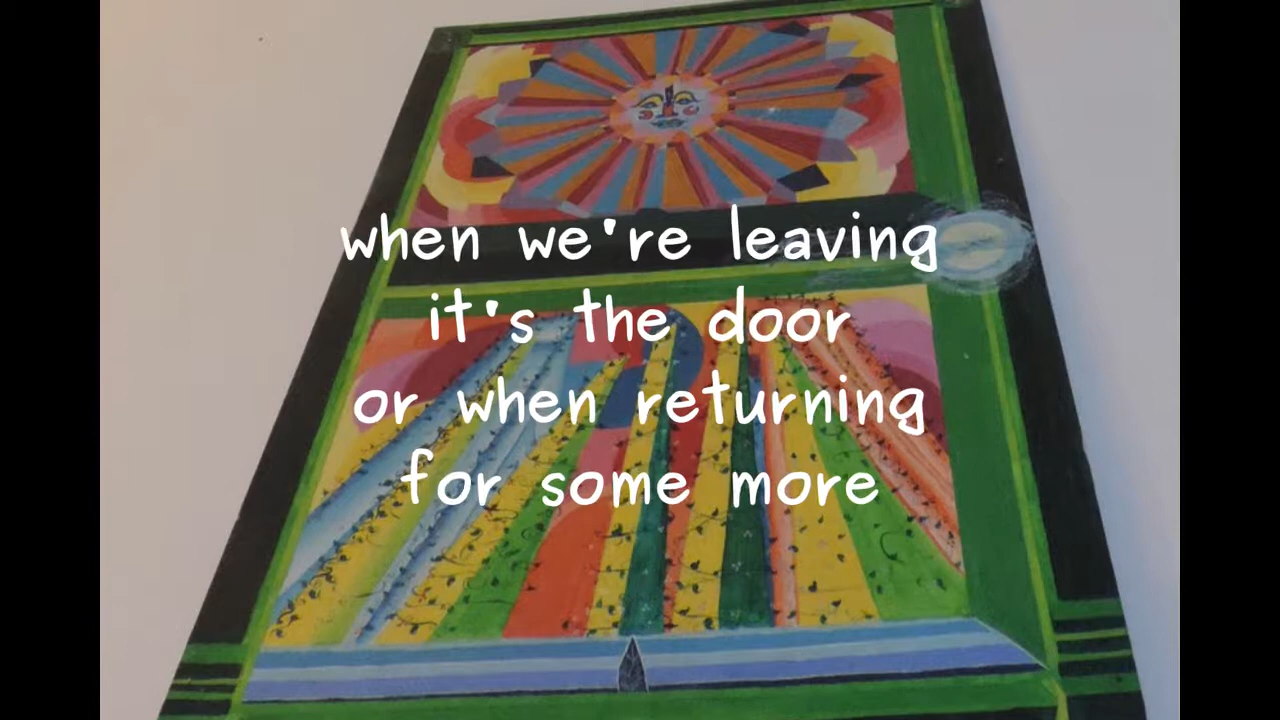 when we're leaving
it's the door
or when returning
for some more